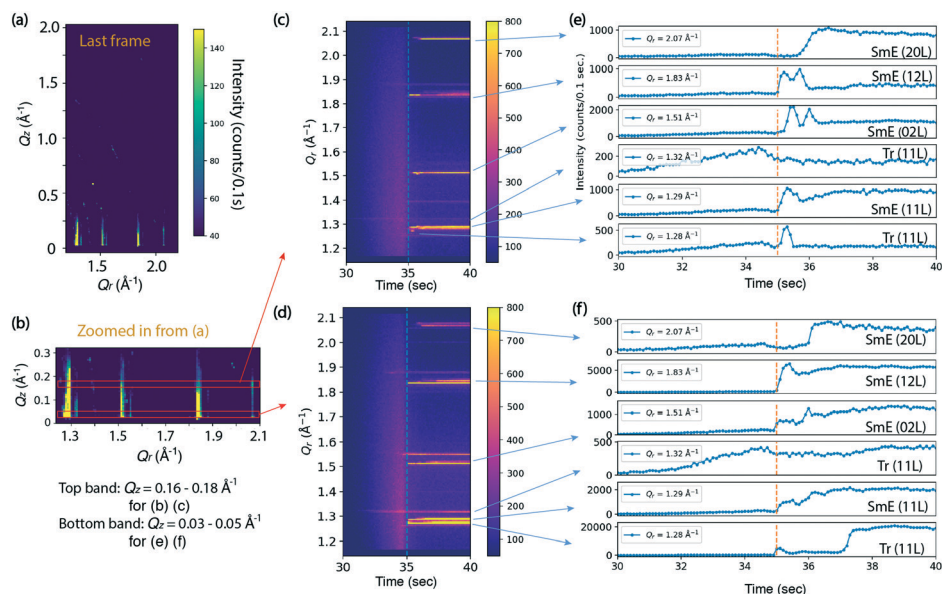 (a)
Last frame
2.0
1.5
1.0
0.5
0
Qz (Å⁻¹)
1.5
2.0
Qr (Å⁻¹)
140
120
100
80
60
40
Intensity (counts/0.1s)
(b)
Zoomed in from (a)
0.3
0.2
0.1
0
Qz (Å⁻¹)
1.3
1.5
1.7
1.9
2.1
Qr (Å⁻¹)
Top band: Qz = 0.16 - 0.18 Å⁻¹
for (b) (c)
Bottom band: Qz = 0.03 - 0.05 Å⁻¹
for (e) (f)
(c)
2.1
2.0
1.9
1.8
1.7
1.6
1.5
1.4
1.3
1.2
Qr (Å⁻¹)
30
35
40
Time (sec)
800
700
600
500
400
300
200
100
(d)
2.1
2.0
1.9
1.8
1.7
1.6
1.5
1.4
1.3
1.2
Qr (Å⁻¹)
30
35
40
Time (sec)
800
700
600
500
400
300
200
100
(e)
Intensity (counts/0.1 sec.)
1000
0
Qr = 2.07 Å⁻¹
SmE (20L)
1000
0
Qr = 1.83 Å⁻¹
SmE (12L)
2000
0
Qr = 1.51 Å⁻¹
SmE (02L)
200
0
Qr = 1.32 Å⁻¹
Tr (11L)
1000
0
Qr = 1.29 Å⁻¹
SmE (11L)
500
0
Qr = 1.28 Å⁻¹
Tr (11L)
30
32
34
36
38
40
Time (sec)
(f)
500
0
Qr = 2.07 Å⁻¹
SmE (20L)
5000
0
Qr = 1.83 Å⁻¹
SmE (12L)
1000
0
Qr = 1.51 Å⁻¹
SmE (02L)
500
0
Qr = 1.32 Å⁻¹
Tr (11L)
2000
0
Qr = 1.29 Å⁻¹
SmE (11L)
20000
10000
0
Qr = 1.28 Å⁻¹
Tr (11L)
30
32
34
36
38
40
Time (sec)